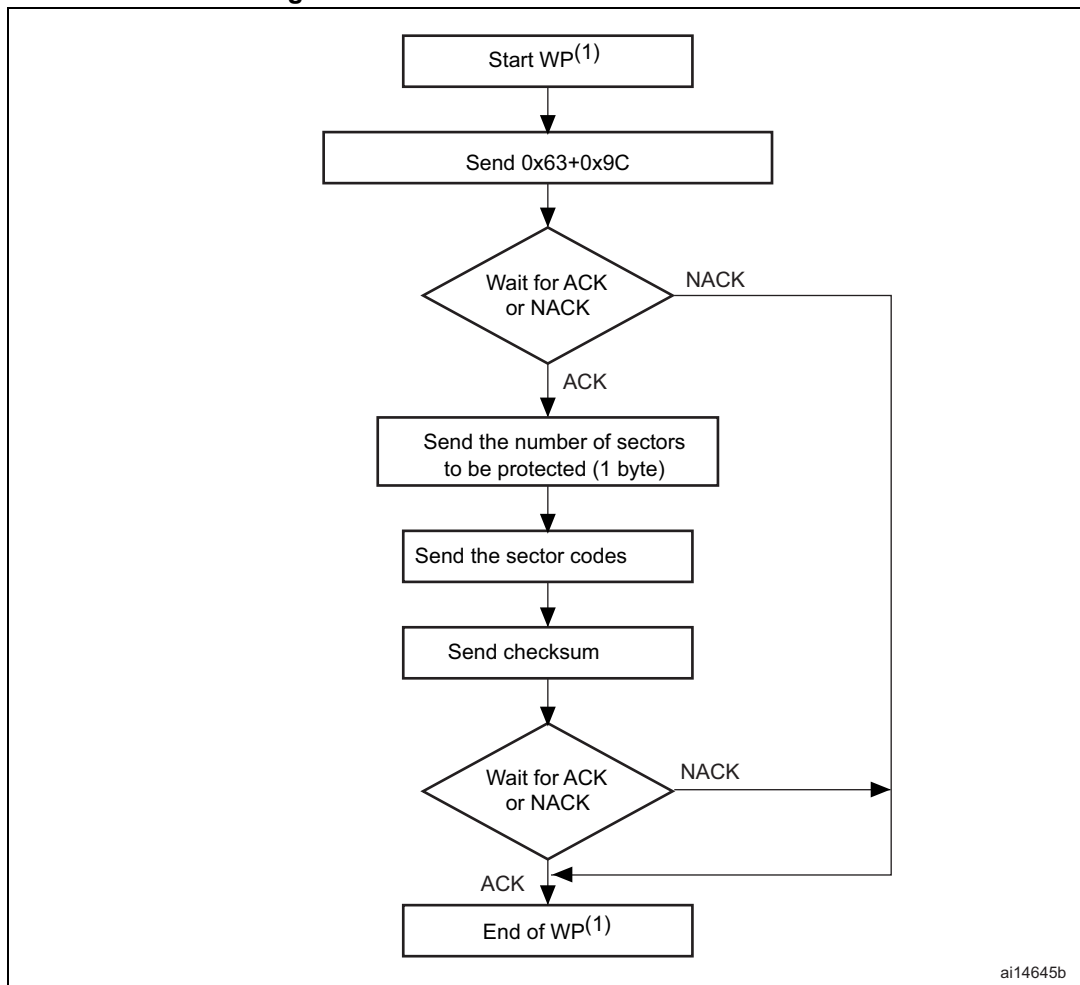 Start WP(1)
Send 0x63+0x9C
Wait for ACK
or NACK
NACK
ACK
Send the number of sectors
to be protected (1 byte)
Send the sector codes
Send checksum
Wait for ACK
or NACK
NACK
ACK
End of WP(1)
ai14645b